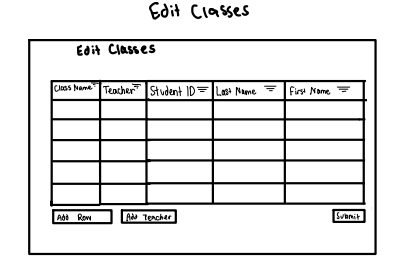 Edit Classes
Edit Classes
Class Name Teacher Student ID Last Name First Name
Add Row Add Teacher Submit